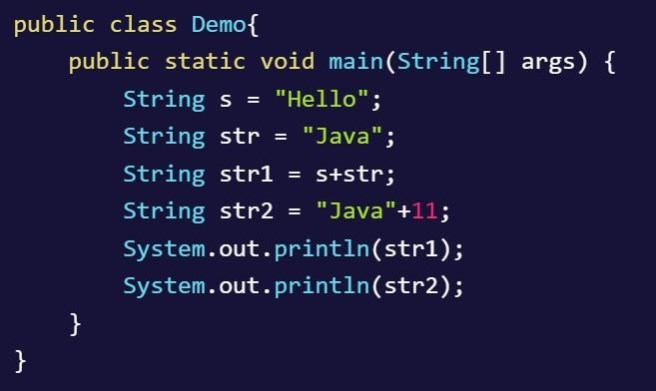 public class Demo{
    public static void main(String[] args) {
        String s = "Hello";
        String str = "Java";
        String str1 = s+str;
        String str2 = "Java"+11;
        System.out.println(str1);
        System.out.println(str2);
    }
}